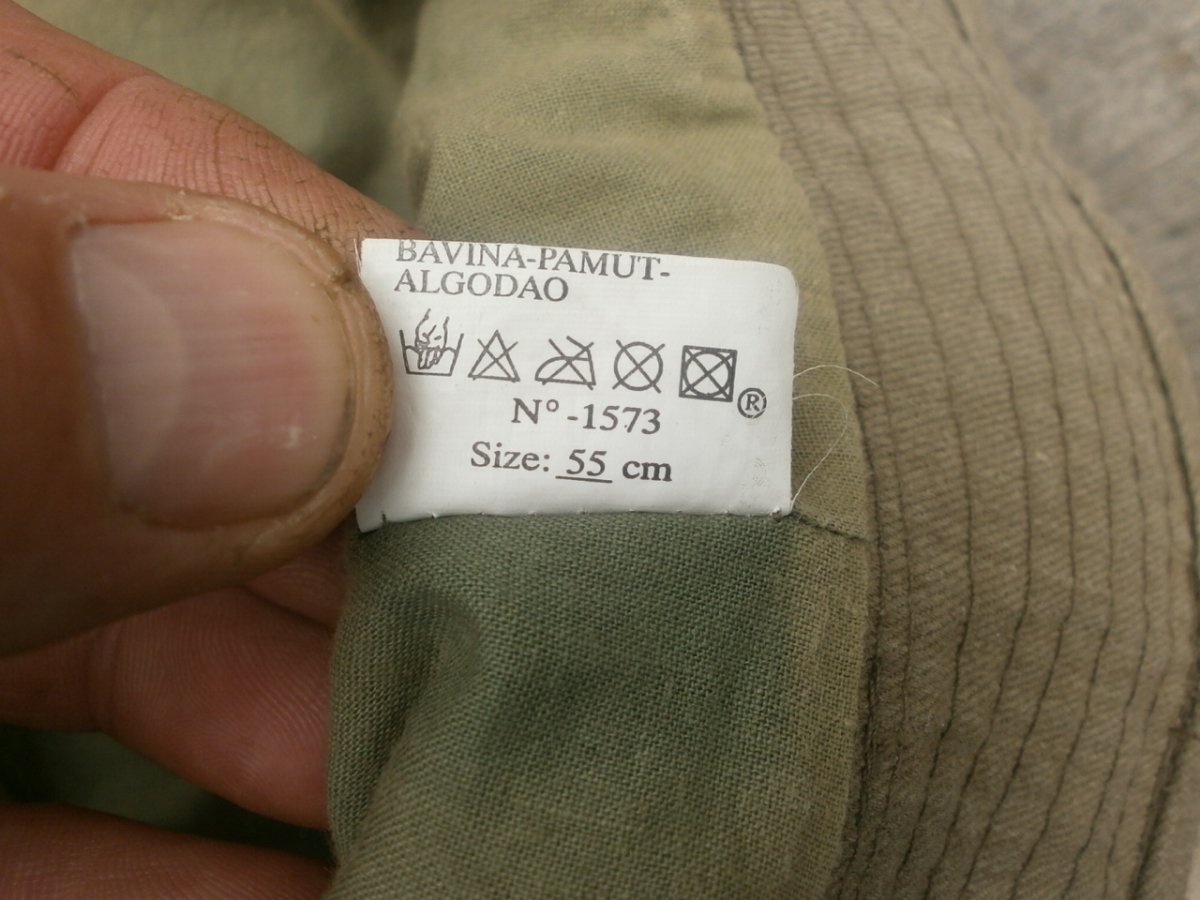 BAVINA-PAMUT-
ALGODAO
®
N° -1573
Size: 55 cm